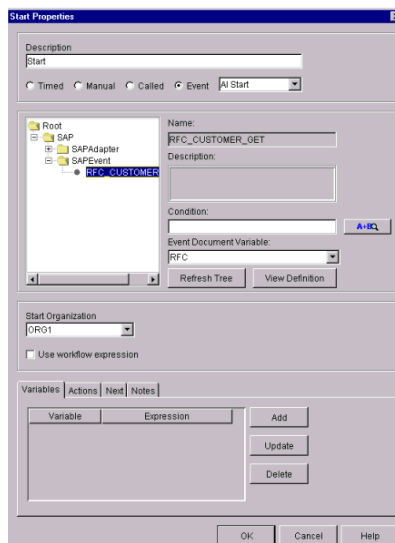 Start Properties
Description
Start
Timed Manual Called Event AI Start
Root
SAP
SAPAdapter
SAPEvent
RFC_CUSTOMER
Name:
RFC_CUSTOMER_GET
Description:
Condition:
A+B
Event Document Variable:
RFC
Refresh Tree View Definition
Start Organization
ORG1
Use workflow expression
Variables Actions Next Notes
Variable Expression
Add
Update
Delete
OK Cancel Help